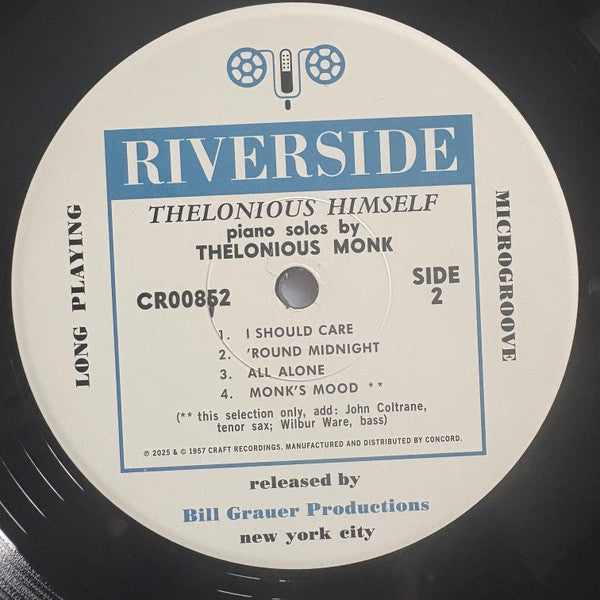 RIVERSIDE
THELONIOUS HIMSELF
piano solos by
THELONIOUS MONK
CR00852
SIDE
2
1. I SHOULD CARE
2. 'ROUND MIDNIGHT
3. ALL ALONE
4. MONK'S MOOD **
(** this selection only, add: John Coltrane,
tenor sax; Wilbur Ware, bass)
℗ 2025 & © 1957 CRAFT RECORDINGS. MANUFACTURED AND DISTRIBUTED BY CONCORD.
LONG PLAYING
MICROGROOVE
released by
Bill Grauer Productions
new york city